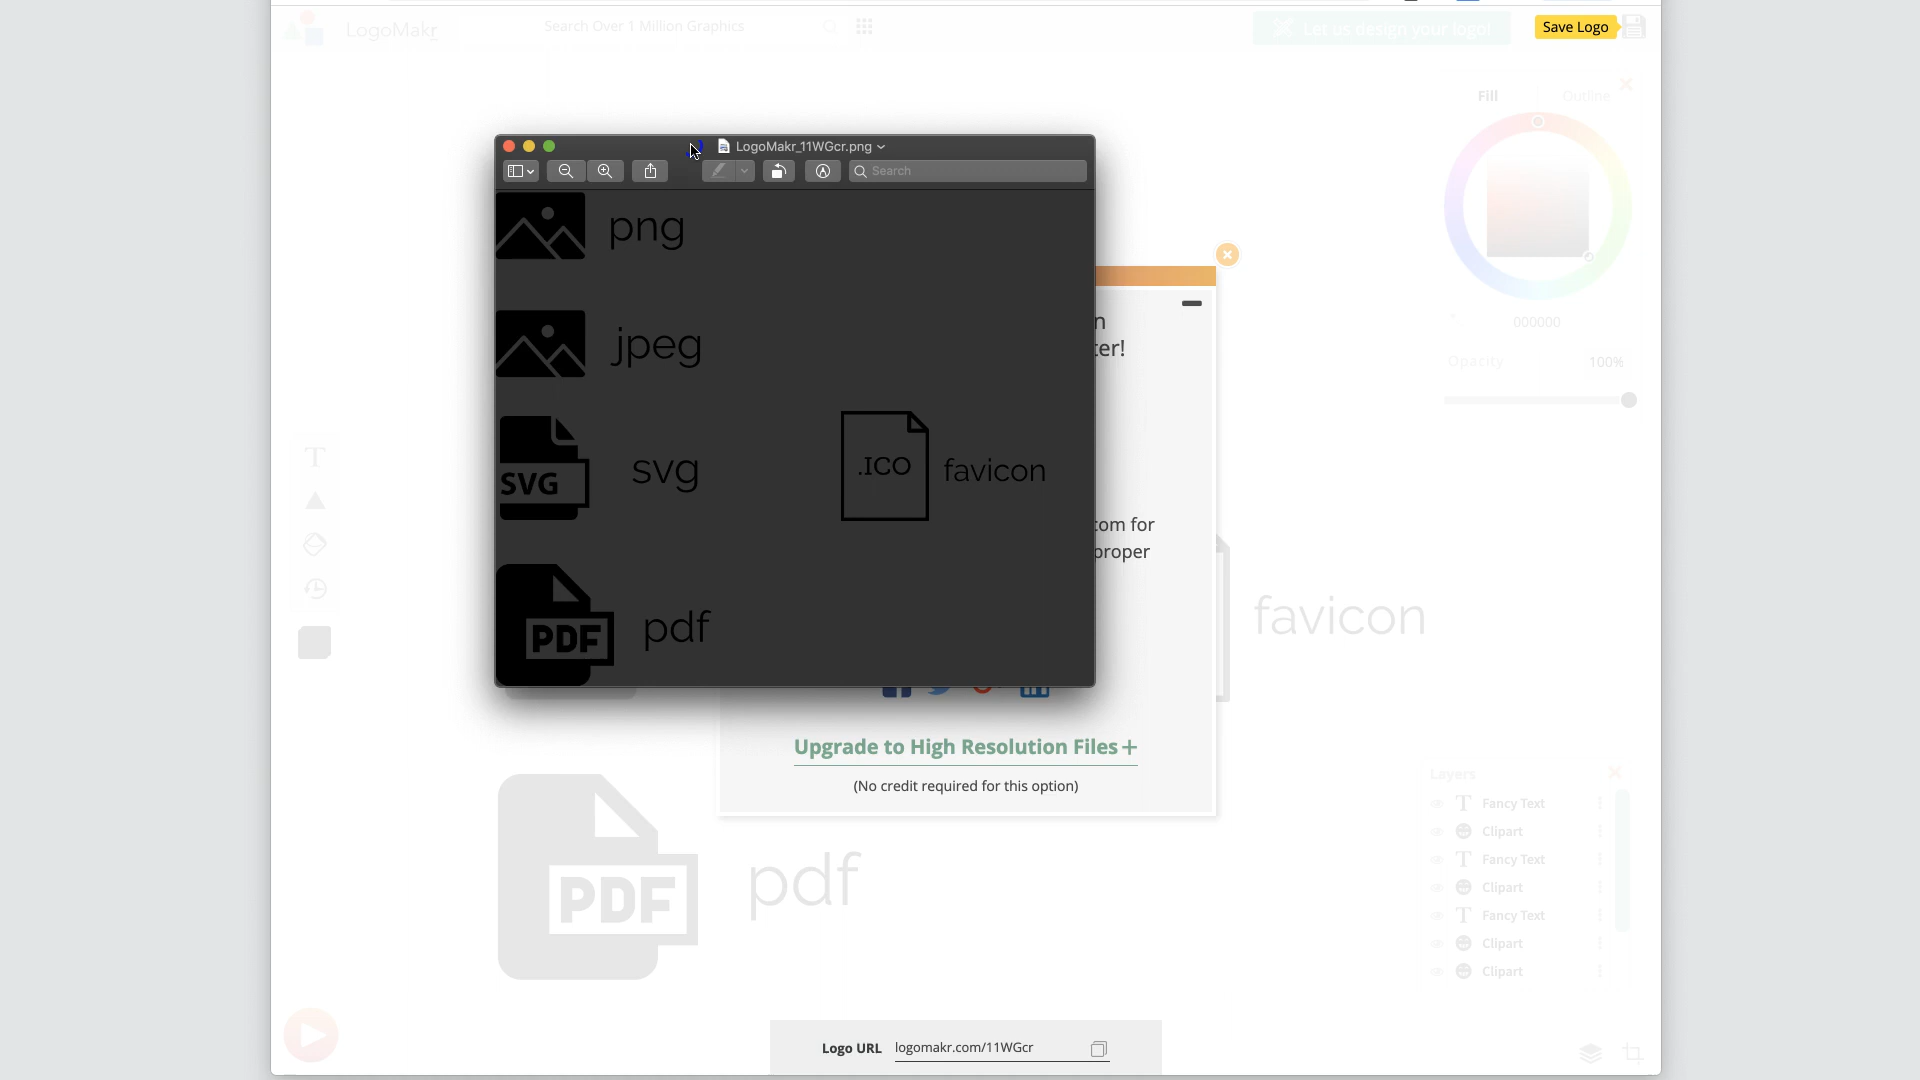 LogoMakr
Search Over 1 Million Graphics
Let us design your logo!
Save Logo
Fill
Outline
LogoMakr_11WGcr.png
Search
png
jpeg
SVG
svg
.ICO
favicon
PDF
pdf
ter!
com for
proper
000000
Opacity
100%
favicon
Upgrade to High Resolution Files +
(No credit required for this option)
PDF
pdf
Layers
Fancy Text
Clipart
Fancy Text
Clipart
Fancy Text
Clipart
Clipart
Logo URL
logomakr.com/11WGcr